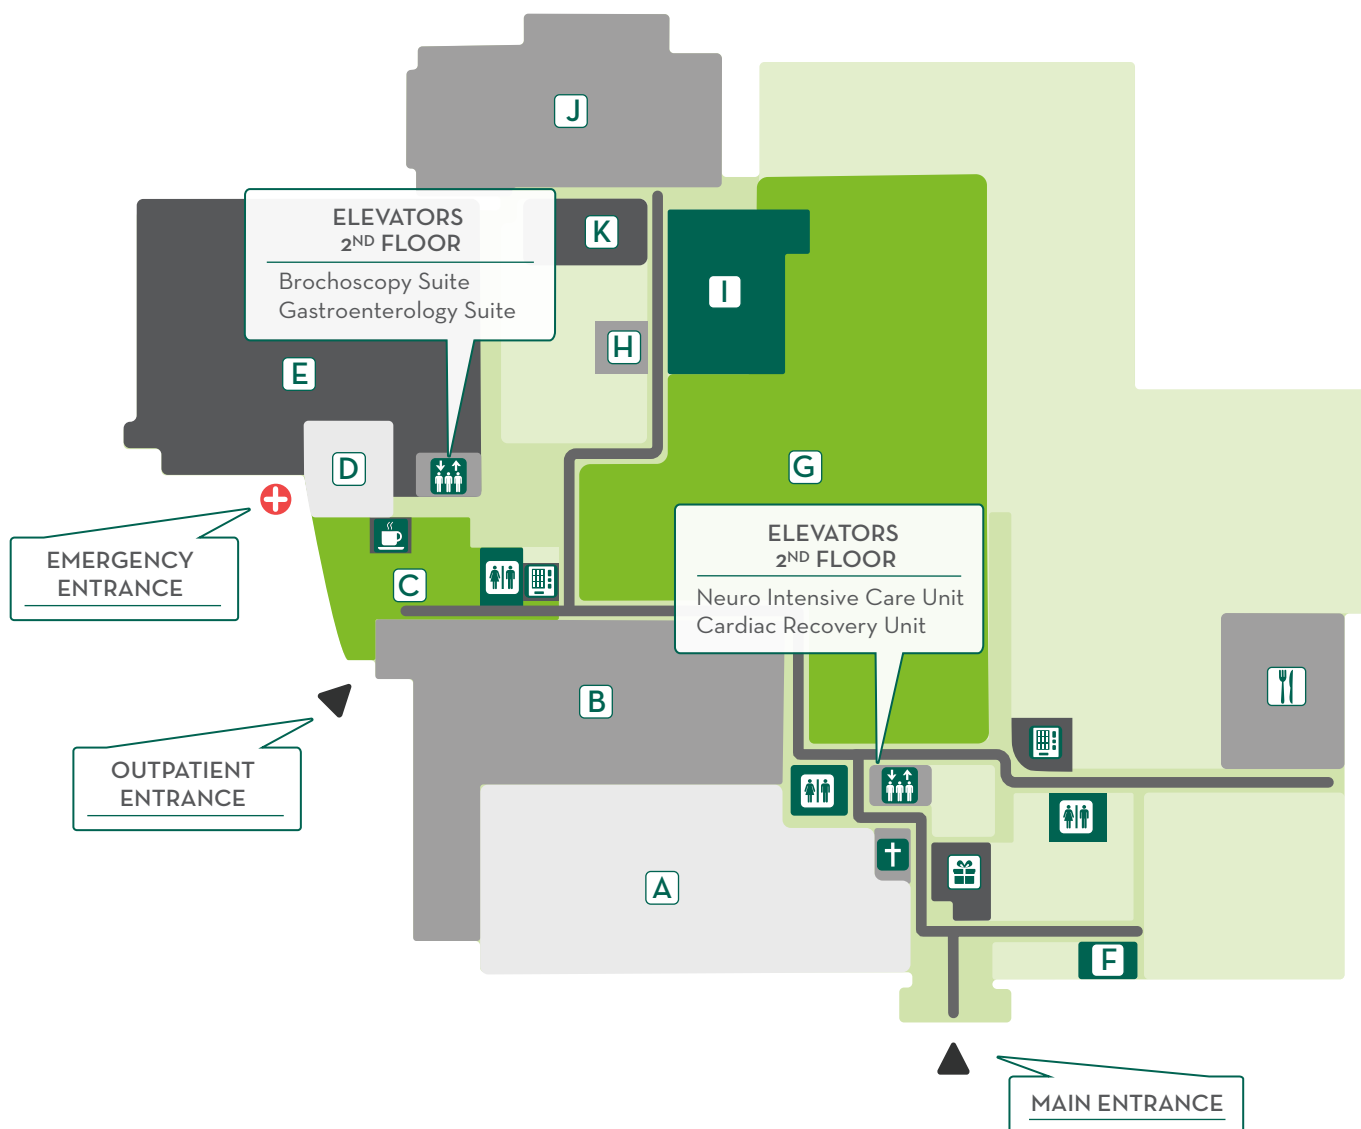 J
ELEVATORS
2ND FLOOR
Brochoscopy Suite
Gastroenterology Suite
K
I
H
E
D
G
EMERGENCY
ENTRANCE
C
ELEVATORS
2ND FLOOR
Neuro Intensive Care Unit
Cardiac Recovery Unit
B
OUTPATIENT
ENTRANCE
A
F
MAIN ENTRANCE